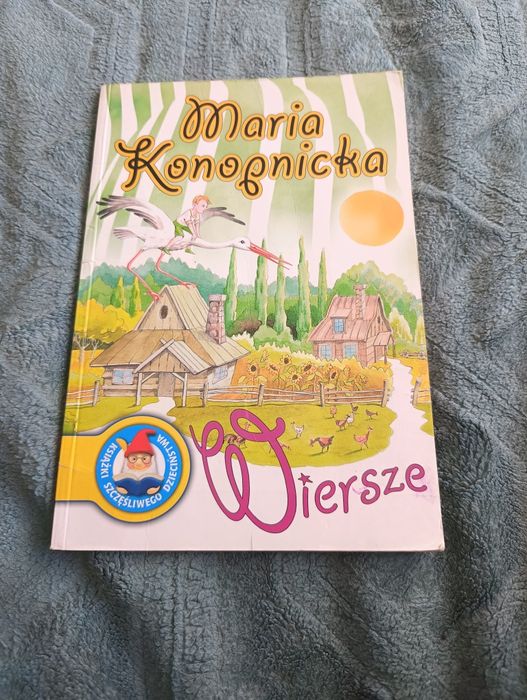 Maria
Konopnicka
Wiersze
KSIĄŻKI SZCZĘŚLIWEGO DZIECIŃSTWA